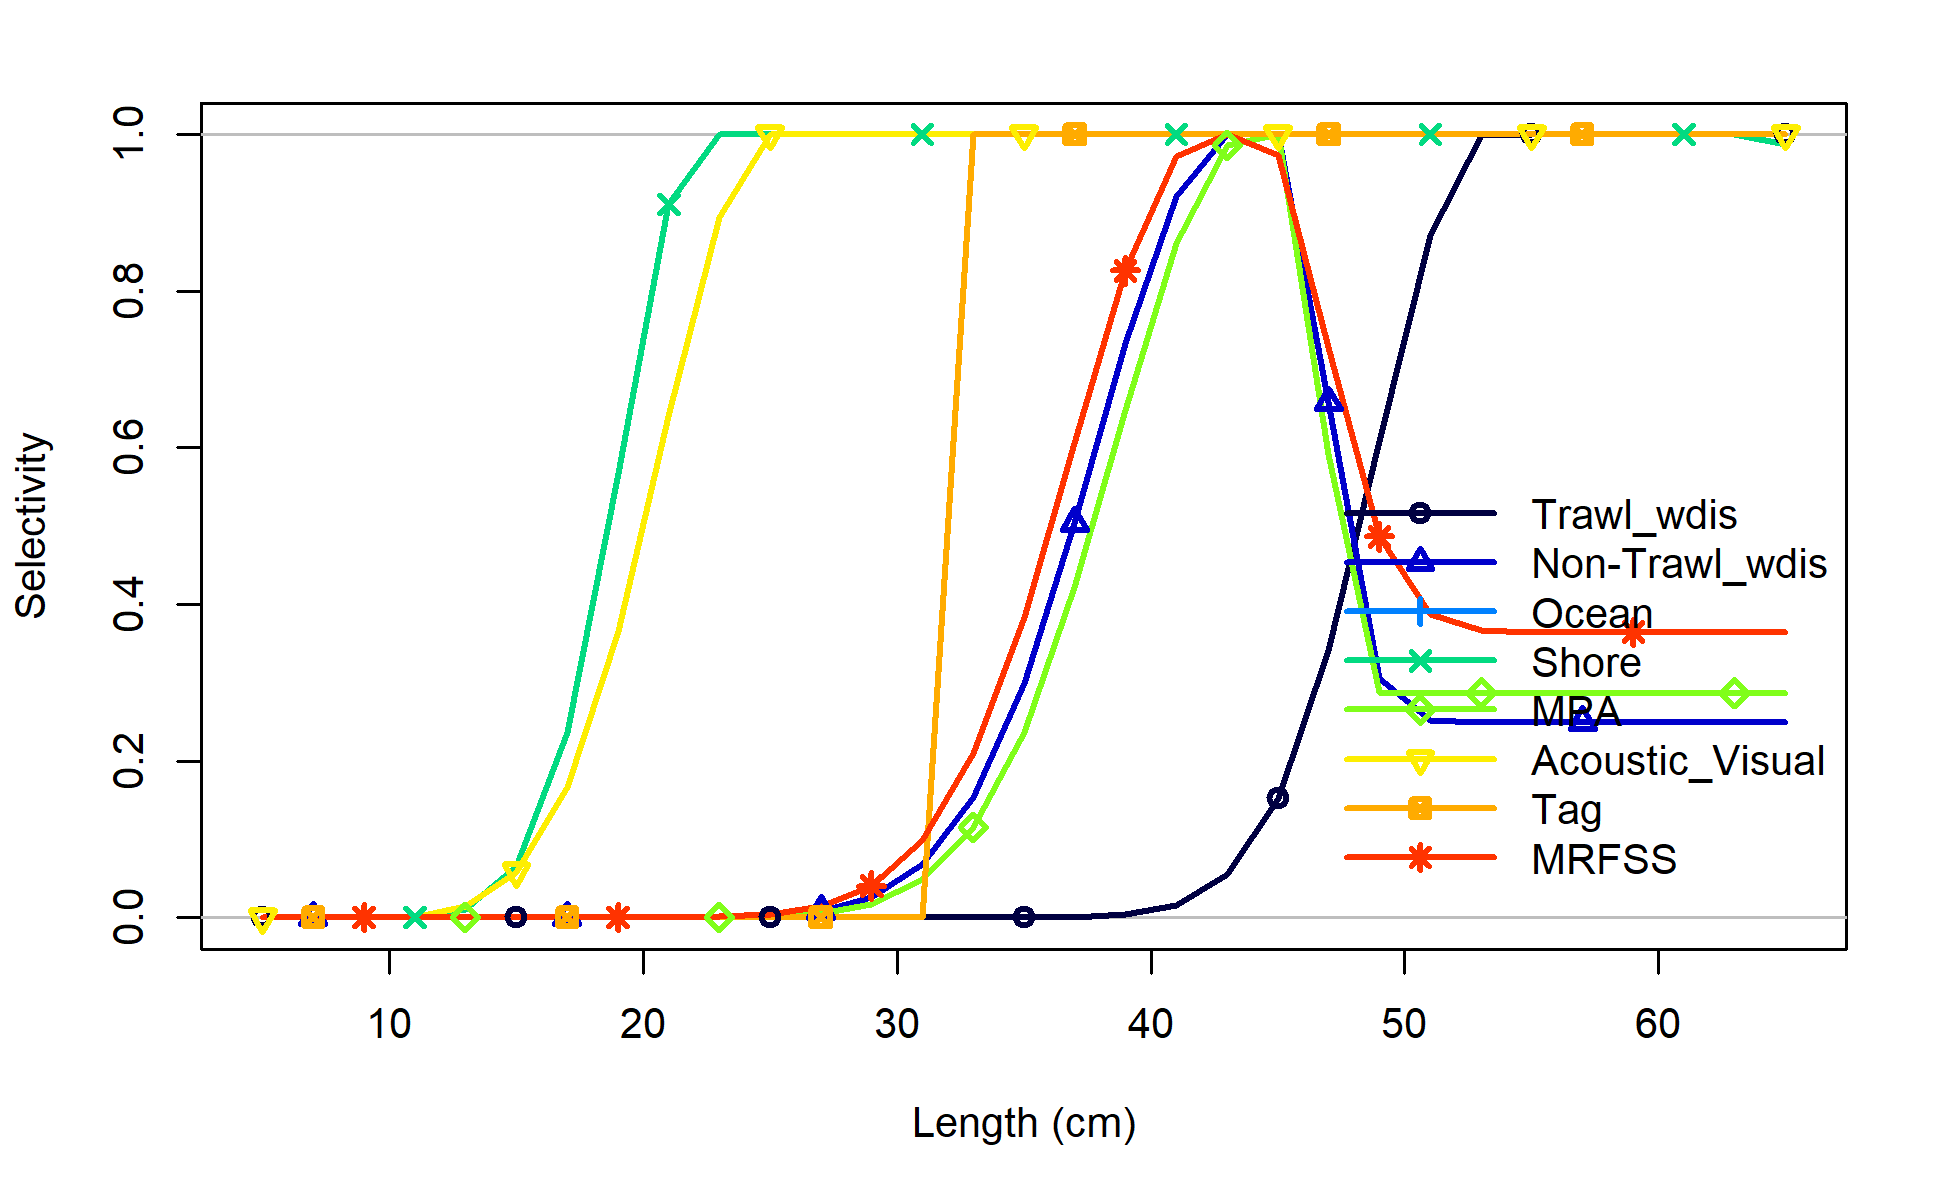 1.0
0.8
0.6
0.4
0.2
0.0
Selectivity
Trawl_wdis
Non-Trawl_wdis
Ocean
Shore
MRA
Acoustic_Visual
Tag
MRFSS
10 20 30 40 50 60
Length (cm)